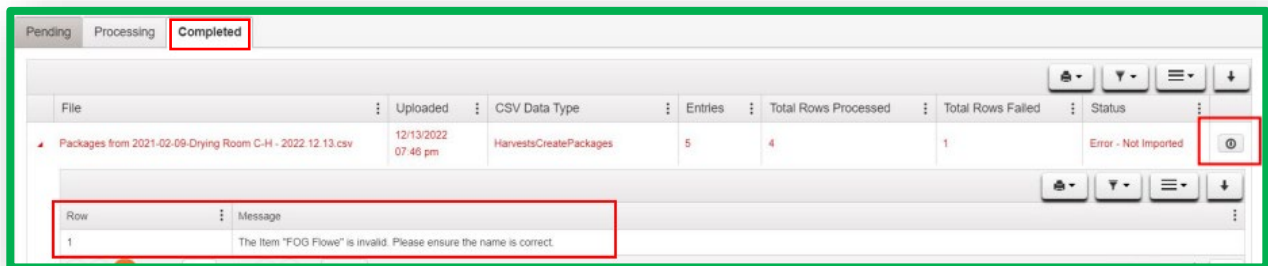 Pending Processing Completed
File Uploaded CSV Data Type Entries Total Rows Processed Total Rows Failed Status
Packages from 2021-02-09-Drying Room C-H - 2022.12.13.csv 12/13/2022 07:46 pm HarvestsCreatePackages 5 4 1 Error - Not Imported
Row Message
1 The Item "FOG Flowe" is invalid. Please ensure the name is correct.